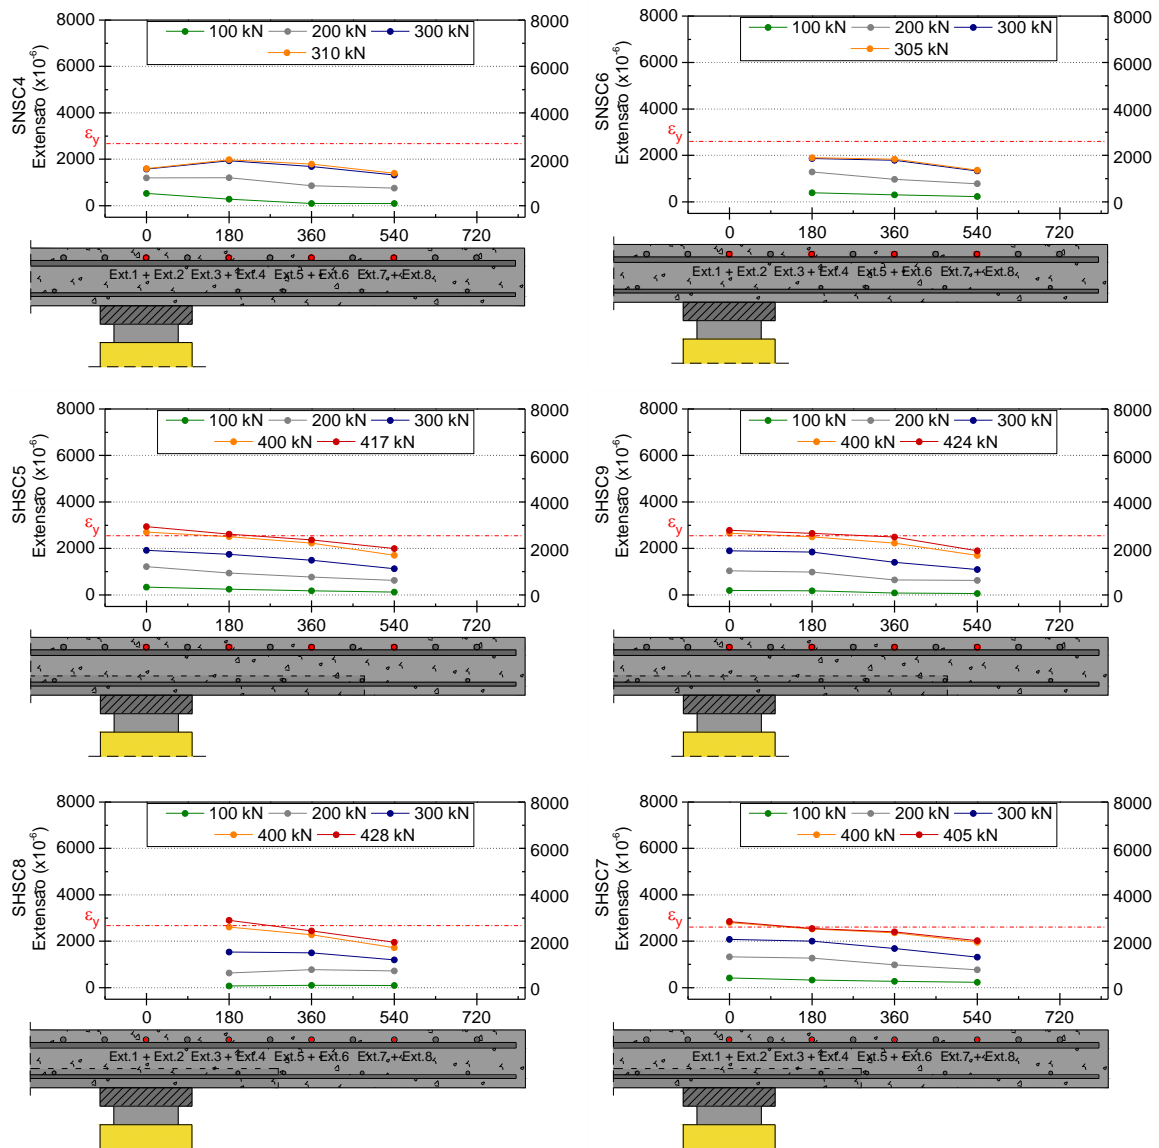 8000
8000
100 kN 200 kN 300 kN
310 kN
6000
6000
4000
4000
εy
2000
2000
0
0
SNSC4
Extensão (x10⁻⁶)
0 180 360 540 720
Ext.1 + Ext.2 Ext.3 + Ext.4 Ext.5 + Ext.6 Ext.7 + Ext.8
8000
8000
100 kN 200 kN 300 kN
305 kN
6000
6000
4000
4000
εy
2000
2000
0
0
SNSC6
Extensão (x10⁻⁶)
0 180 360 540 720
Ext.1 + Ext.2 Ext.3 + Ext.4 Ext.5 + Ext.6 Ext.7 + Ext.8
8000
8000
100 kN 200 kN 300 kN
400 kN 417 kN
6000
6000
4000
4000
εy
2000
2000
0
0
SHSC5
Extensão (x10⁻⁶)
0 180 360 540 720
8000
8000
100 kN 200 kN 300 kN
400 kN 424 kN
6000
6000
4000
4000
εy
2000
2000
0
0
SHSC9
Extensão (x10⁻⁶)
0 180 360 540 720
8000
8000
100 kN 200 kN 300 kN
400 kN 428 kN
6000
6000
4000
4000
εy
2000
2000
0
0
SHSC8
Extensão (x10⁻⁶)
0 180 360 540 720
Ext.1 + Ext.2 Ext.3 + Ext.4 Ext.5 + Ext.6 Ext.7 + Ext.8
8000
8000
100 kN 200 kN 300 kN
400 kN 405 kN
6000
6000
4000
4000
εy
2000
2000
0
0
SHSC7
Extensão (x10⁻⁶)
0 180 360 540 720
Ext.1 + Ext.2 Ext.3 + Ext.4 Ext.5 + Ext.6 Ext.7 + Ext.8